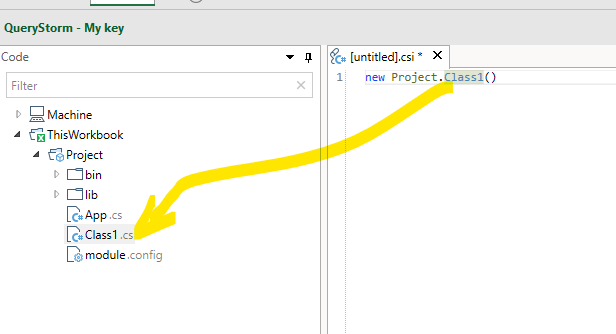 QueryStorm - My key
Code
Filter
Machine
ThisWorkbook
Project
bin
lib
App.cs
Class1.cs
module.config
[untitled].csi *
1 new Project.Class1()